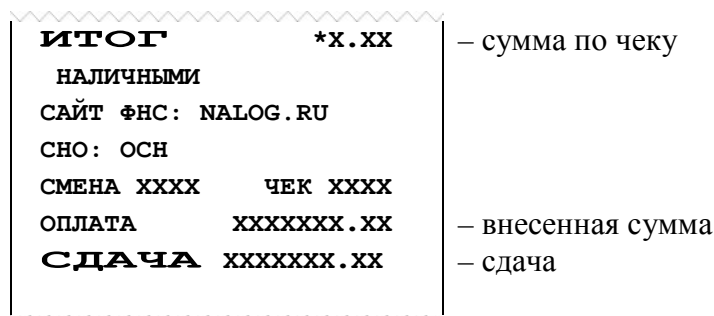 ИТОГ *X.XX – сумма по чеку
НАЛИЧНЫМИ
САЙТ ФНС: NALOG.RU
СНО: ОСН
СМЕНА XXXX ЧЕК XXXX
ОПЛАТА XXXXXXX.XX – внесенная сумма
СДАЧА XXXXXXX.XX – сдача